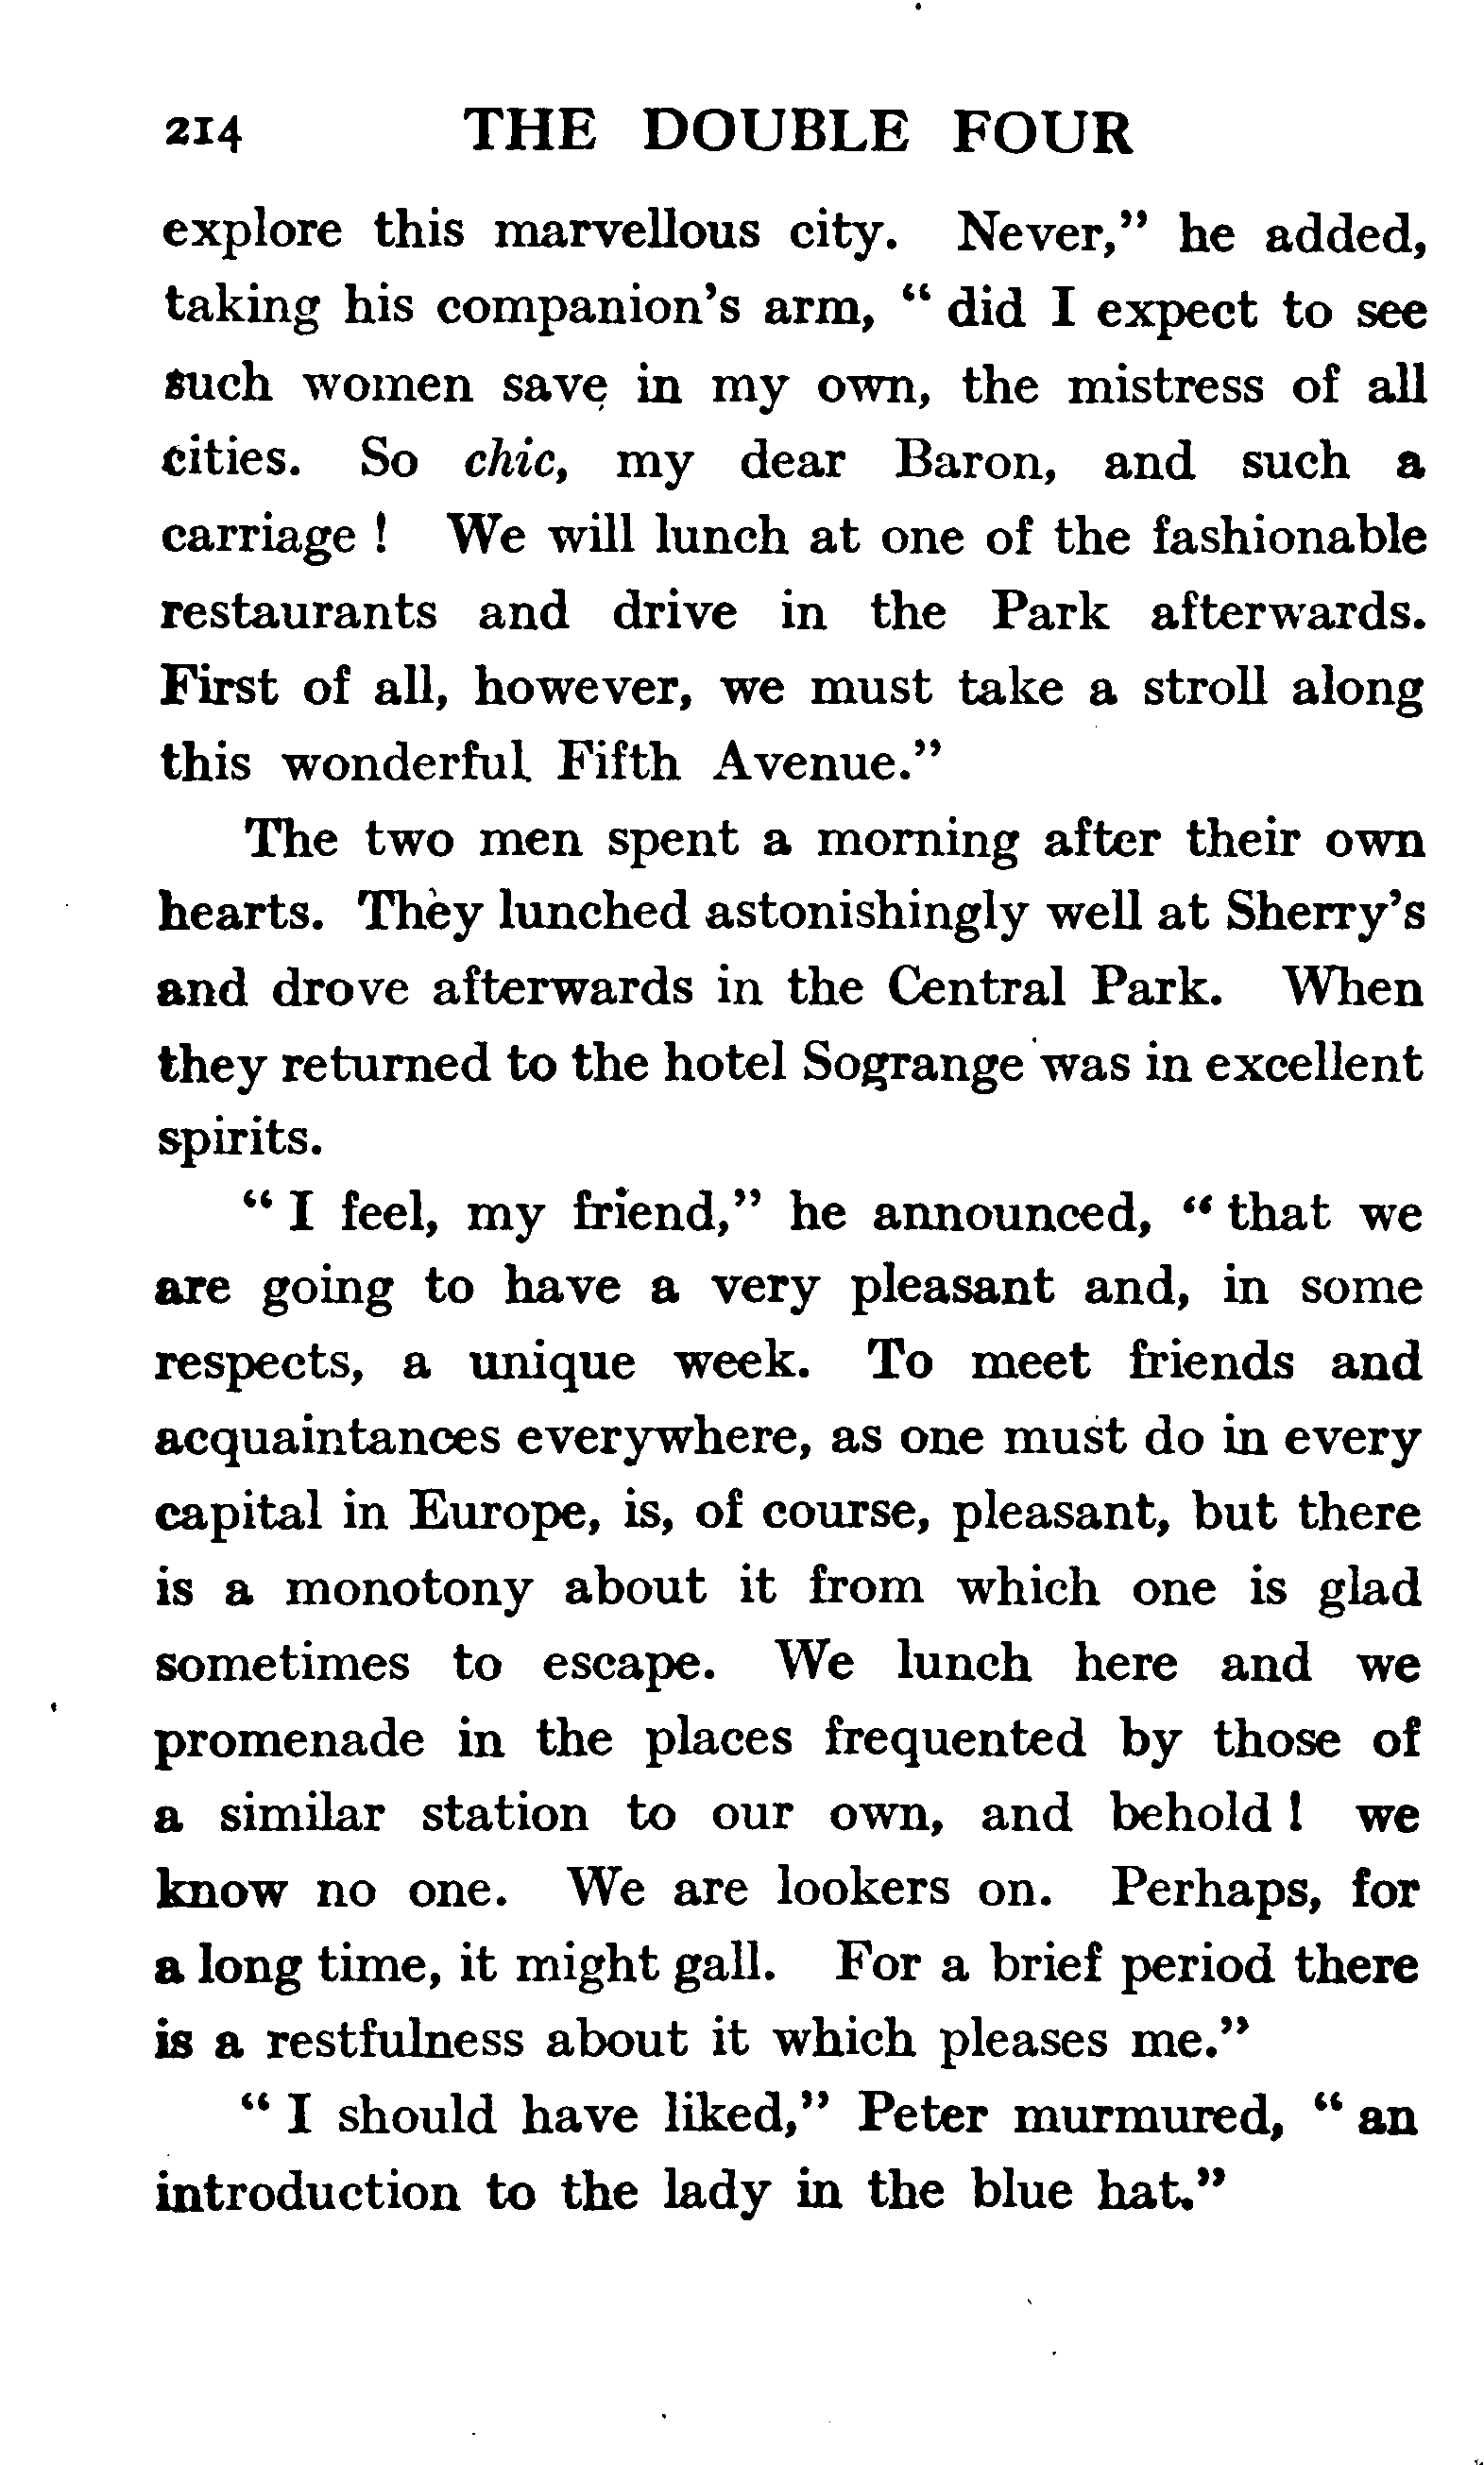 214 THE DOUBLE FOUR
explore this marvellous city. Never,” he added,
taking his companion’s arm, “ did I expect to see
such women save in my own, the mistress of all
cities. So chic, my dear Baron, and such a
carriage ! We will lunch at one of the fashionable
restaurants and drive in the Park afterwards.
First of all, however, we must take a stroll along
this wonderful Fifth Avenue.”
The two men spent a morning after their own
hearts. They lunched astonishingly well at Sherry’s
and drove afterwards in the Central Park. When
they returned to the hotel Sogrange was in excellent
spirits.
“ I feel, my friend,” he announced, “ that we
are going to have a very pleasant and, in some
respects, a unique week. To meet friends and
acquaintances everywhere, as one must do in every
capital in Europe, is, of course, pleasant, but there
is a monotony about it from which one is glad
sometimes to escape. We lunch here and we
promenade in the places frequented by those of
a similar station to our own, and behold ! we
know no one. We are lookers on. Perhaps, for
a long time, it might gall. For a brief period there
is a restfulness about it which pleases me.”
“ I should have liked,” Peter murmured, “ an
introduction to the lady in the blue hat.”